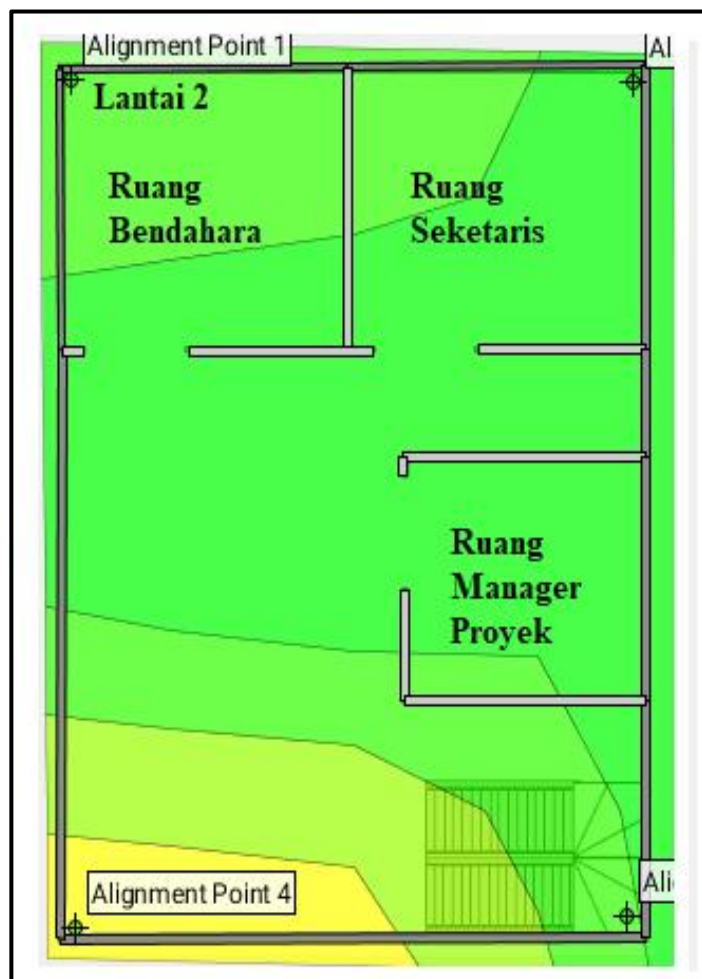 Alignment Point 1
Al
Lantai 2
Ruang
Bendahara
Ruang
Seketaris
Ruang
Manager
Proyek
Alignment Point 4
Ali